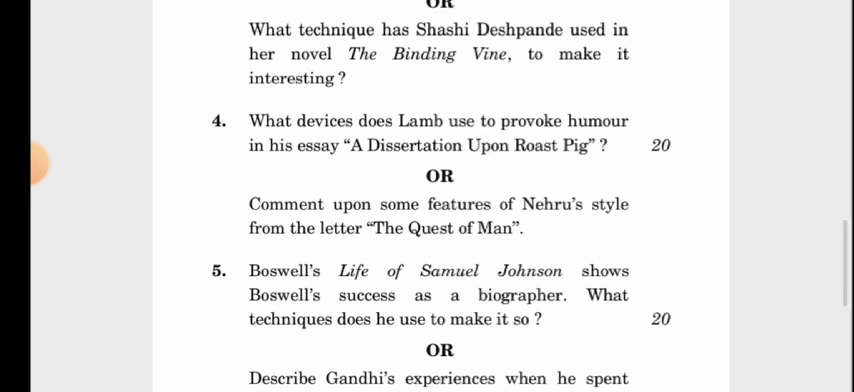 OR
What technique has Shashi Deshpande used in
her novel The Binding Vine, to make it
interesting ?
4. What devices does Lamb use to provoke humour
in his essay “A Dissertation Upon Roast Pig” ? 20
OR
Comment upon some features of Nehru’s style
from the letter “The Quest of Man”.
5. Boswell’s Life of Samuel Johnson shows
Boswell’s success as a biographer. What
techniques does he use to make it so ? 20
OR
Describe Gandhi’s experiences when he spent